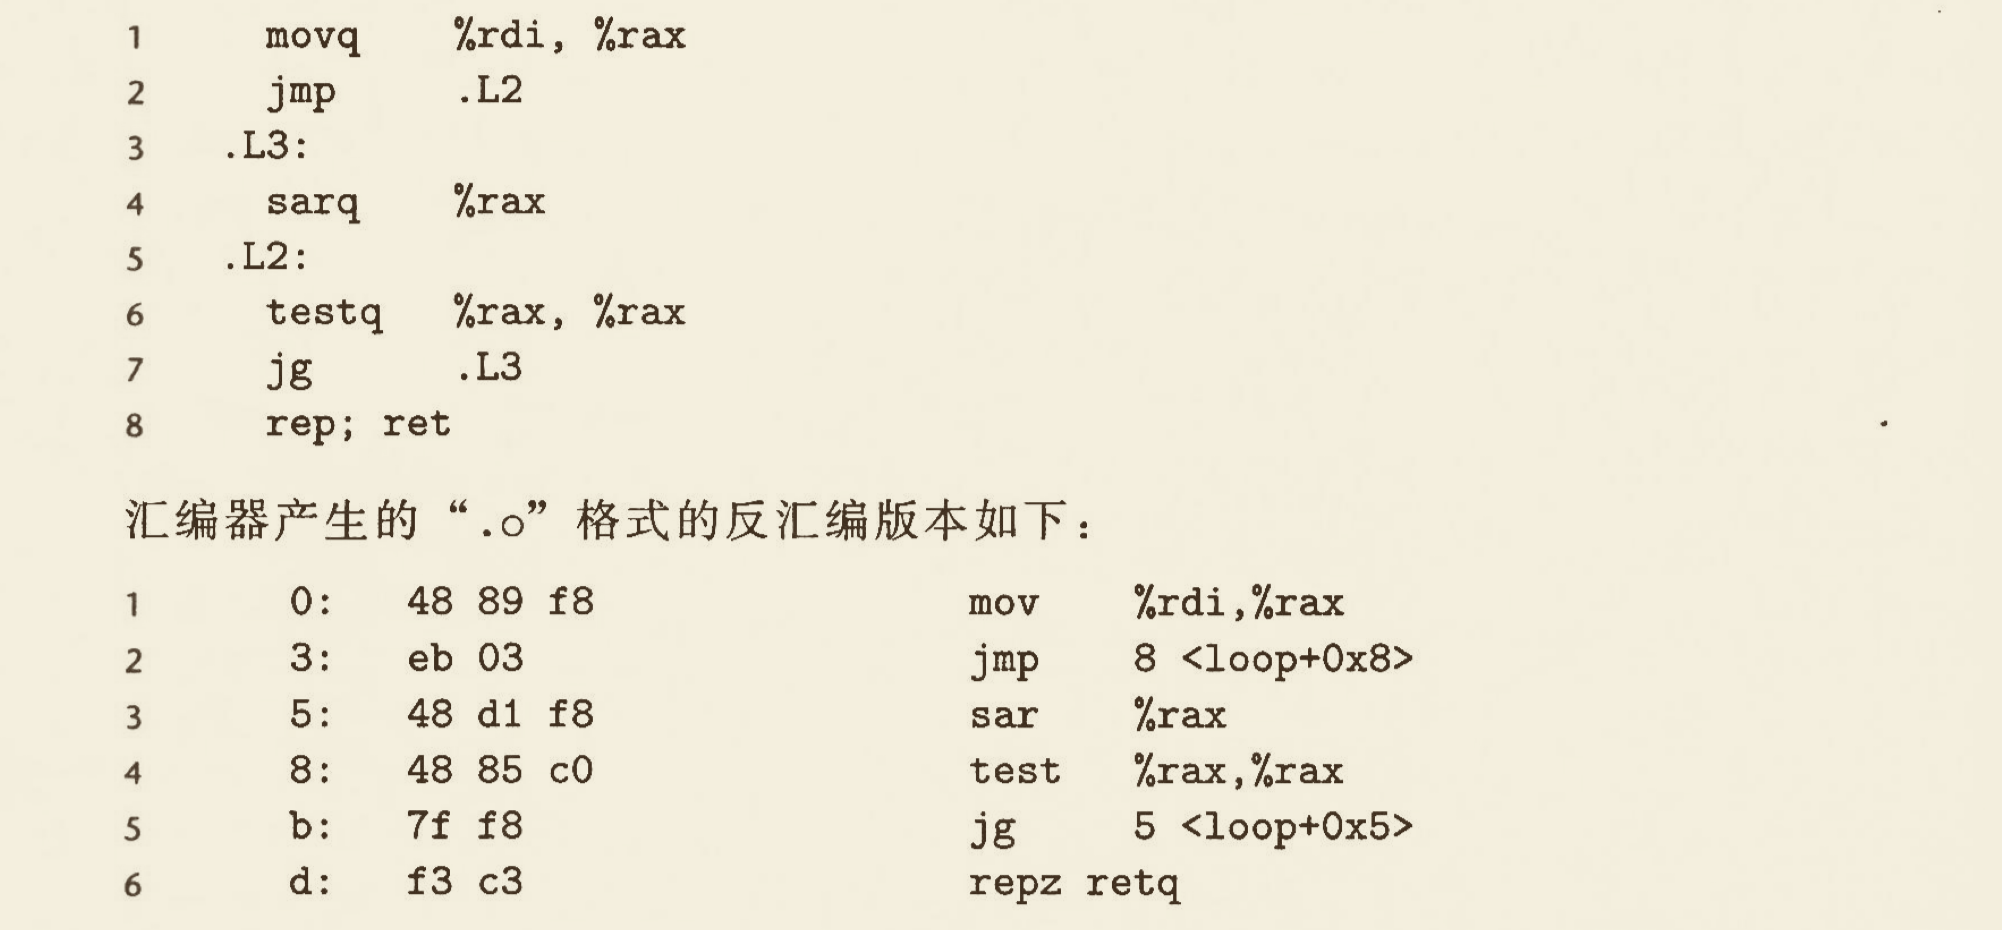 1 movq %rdi, %rax
2 jmp .L2
3 .L3:
4 sarq %rax
5 .L2:
6 testq %rax, %rax
7 jg .L3
8 rep; ret
汇编器产生的“.o”格式的反汇编版本如下：
1 0: 48 89 f8 mov %rdi,%rax
2 3: eb 03 jmp 8 <loop+0x8>
3 5: 48 d1 f8 sar %rax
4 8: 48 85 c0 test %rax,%rax
5 b: 7f f8 jg 5 <loop+0x5>
6 d: f3 c3 repz retq